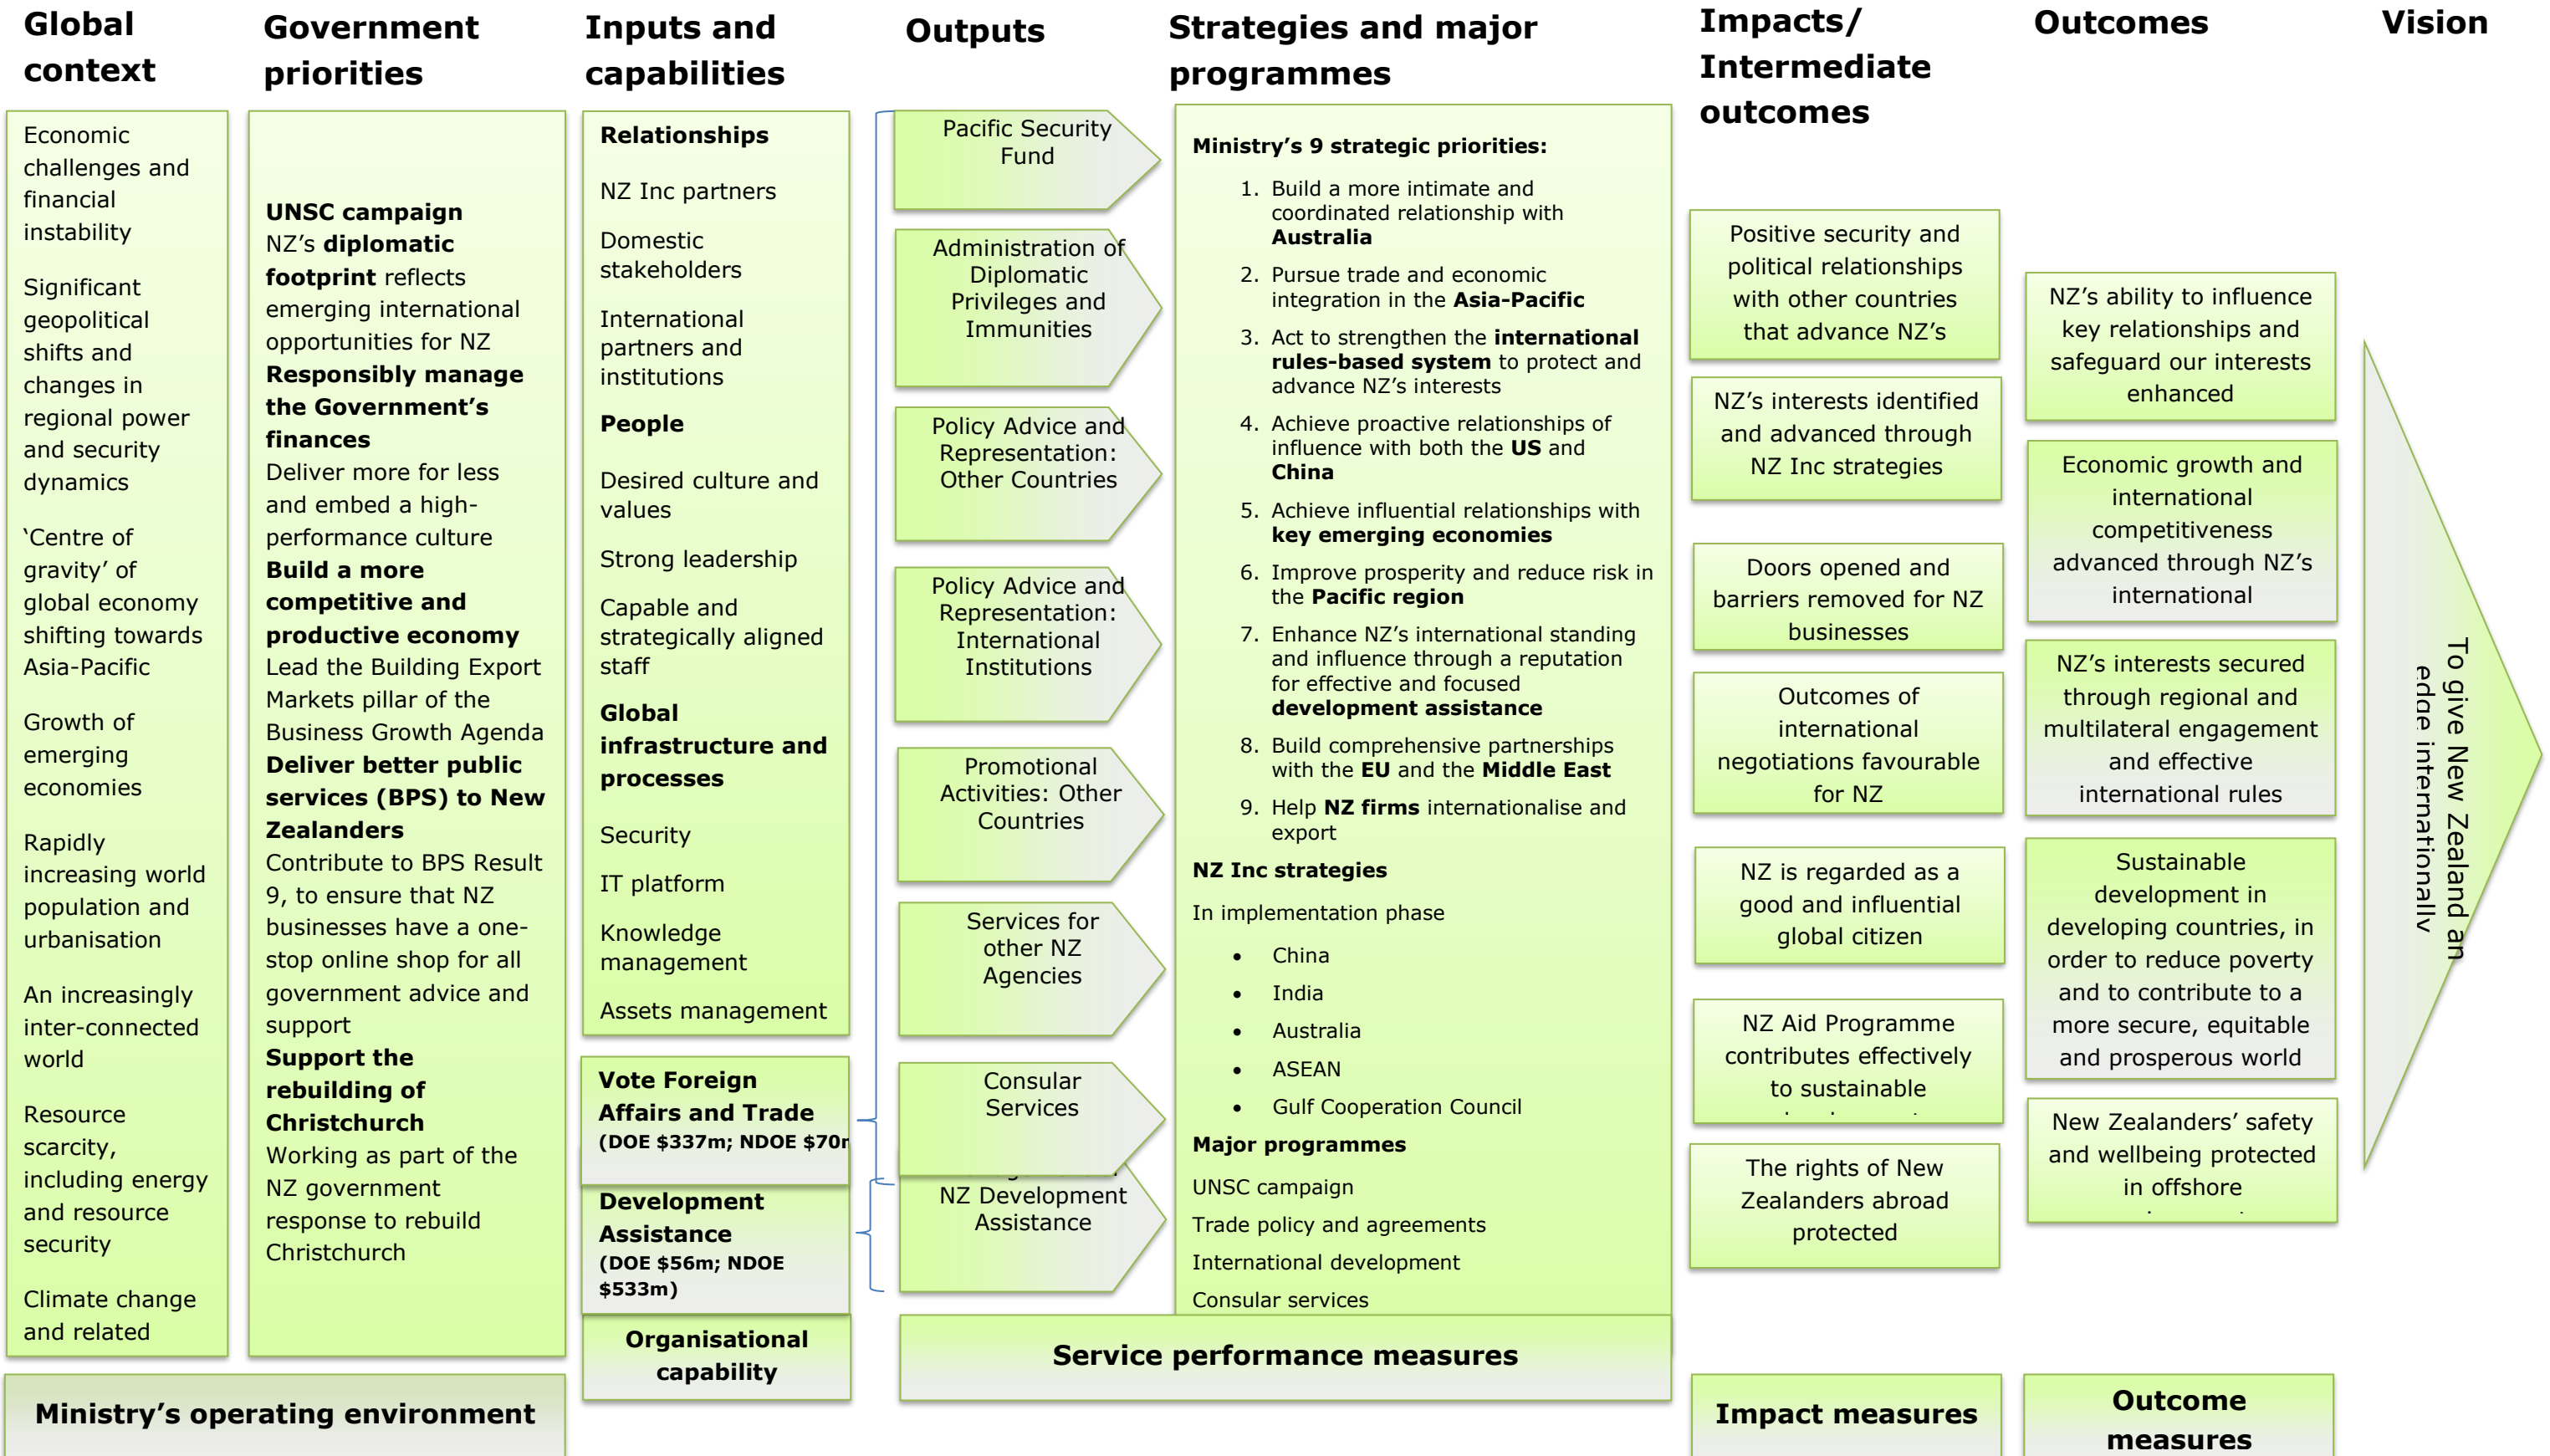 Global
context
Government
priorities
Inputs and
capabilities
Outputs
Strategies and major
programmes
Impacts/
Intermediate
outcomes
Outcomes
Vision
Economic
challenges and
financial
instability
Significant
geopolitical
shifts and
changes in
regional power
and security
dynamics
‘Centre of
gravity’ of
global economy
shifting towards
Asia-Pacific
Growth of
emerging
economies
Rapidly
increasing world
population and
urbanisation
An increasingly
inter-connected
world
Resource
scarcity,
including energy
and resource
security
Climate change
and related
UNSC campaign
NZ’s diplomatic
footprint reflects
emerging international
opportunities for NZ
Responsibly manage
the Government’s
finances
Deliver more for less
and embed a high-
performance culture
Build a more
competitive and
productive economy
Lead the Building Export
Markets pillar of the
Business Growth Agenda
Deliver better public
services (BPS) to New
Zealanders
Contribute to BPS Result
9, to ensure that NZ
businesses have a one-
stop online shop for all
government advice and
support
Support the
rebuilding of
Christchurch
Working as part of the
NZ government
response to rebuild
Christchurch
Ministry’s operating environment
Relationships
NZ Inc partners
Domestic
stakeholders
International
partners and
institutions
People
Desired culture and
values
Strong leadership
Capable and
strategically aligned
staff
Global
infrastructure and
processes
Security
IT platform
Knowledge
management
Assets management
Vote Foreign
Affairs and Trade
(DOE $337m; NDOE
Development
Assistance
(DOE $56m; NDOE
$533m)
Organisational
capability
Pacific Security
Fund
Administration of
Diplomatic
Privileges and
Immunities
Policy Advice and
Representation:
Other Countries
Policy Advice and
Representation:
International
Institutions
Promotional
Activities: Other
Countries
Services for
other NZ
Agencies
Consular
Services
NZ Development
Assistance
Ministry’s 9 strategic priorities:
1. Build a more intimate and
coordinated relationship with
Australia
2. Pursue trade and economic
integration in the Asia-Pacific
3. Act to strengthen the international
rules-based system to protect and
advance NZ’s interests
4. Achieve proactive relationships of
influence with both the US and
China
5. Achieve influential relationships with
key emerging economies
6. Improve prosperity and reduce risk in
the Pacific region
7. Enhance NZ’s international standing
and influence through a reputation
for effective and focused
development assistance
8. Build comprehensive partnerships
with the EU and the Middle East
9. Help NZ firms internationalise and
export
NZ Inc strategies
In implementation phase
• China
• India
• Australia
• ASEAN
• Gulf Cooperation Council
Major programmes
UNSC campaign
Trade policy and agreements
International development
Consular services
Service performance measures
Positive security and
political relationships
with other countries
that advance NZ’s
NZ’s interests identified
and advanced through
NZ Inc strategies
Doors opened and
barriers removed for NZ
businesses
Outcomes of
international
negotiations favourable
for NZ
NZ is regarded as a
good and influential
global citizen
NZ Aid Programme
contributes effectively
to sustainable
The rights of New
Zealanders abroad
protected
Impact measures
NZ’s ability to influence
key relationships and
safeguard our interests
enhanced
Economic growth and
international
competitiveness
advanced through NZ’s
international
NZ’s interests secured
through regional and
multilateral engagement
and effective
international rules
Sustainable
development in
developing countries, in
order to reduce poverty
and to contribute to a
more secure, equitable
and prosperous world
New Zealanders’ safety
and wellbeing protected
in offshore
Outcome
measures
To give New Zealand an
edge internationally